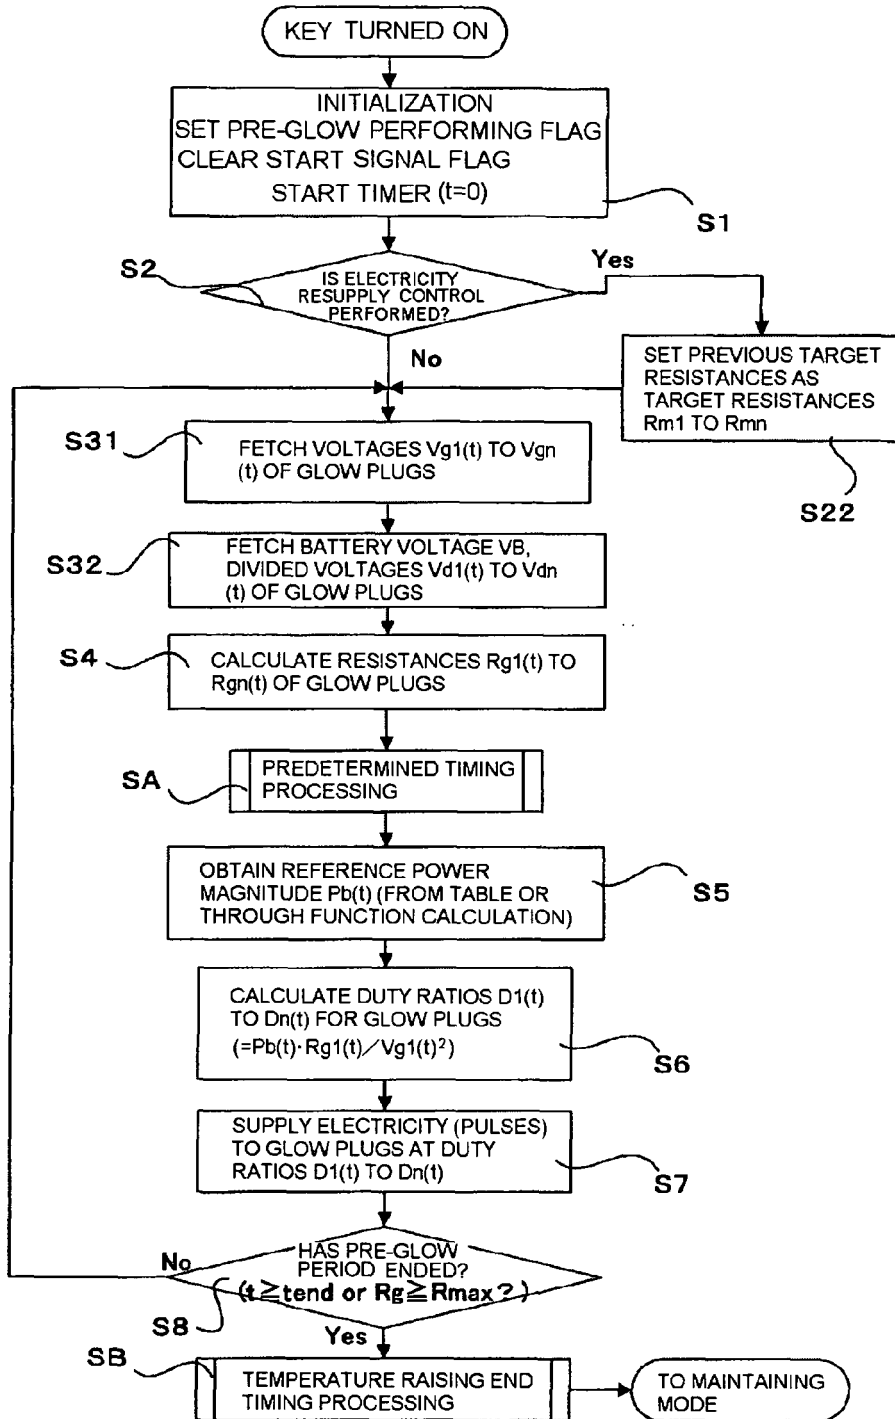 KEY TURNED ON
INITIALIZATION
SET PRE-GLOW PERFORMING FLAG
CLEAR START SIGNAL FLAG
START TIMER (t=0)
S1
S2
IS ELECTRICITY
RESUPPLY CONTROL
PERFORMED?
Yes
No
SET PREVIOUS TARGET
RESISTANCES AS
TARGET RESISTANCES
Rm1 TO Rmn
S22
S31
FETCH VOLTAGES Vg1(t) TO Vgn
(t) OF GLOW PLUGS
S32
FETCH BATTERY VOLTAGE VB,
DIVIDED VOLTAGES Vd1(t) TO Vdn
(t) OF GLOW PLUGS
S4
CALCULATE RESISTANCES Rg1(t) TO
Rgn(t) OF GLOW PLUGS
SA
PREDETERMINED TIMING
PROCESSING
OBTAIN REFERENCE POWER
MAGNITUDE Pb(t) (FROM TABLE OR
THROUGH FUNCTION CALCULATION)
S5
CALCULATE DUTY RATIOS D1(t)
TO Dn(t) FOR GLOW PLUGS
(=Pb(t)·Rg1(t)/Vg1(t)²)
S6
SUPPLY ELECTRICITY (PULSES)
TO GLOW PLUGS AT DUTY
RATIOS D1(t) TO Dn(t)
S7
No
HAS PRE-GLOW
PERIOD ENDED?
(t≧tend or Rg≧Rmax?)
S8
Yes
SB
TEMPERATURE RAISING END
TIMING PROCESSING
TO MAINTAINING
MODE